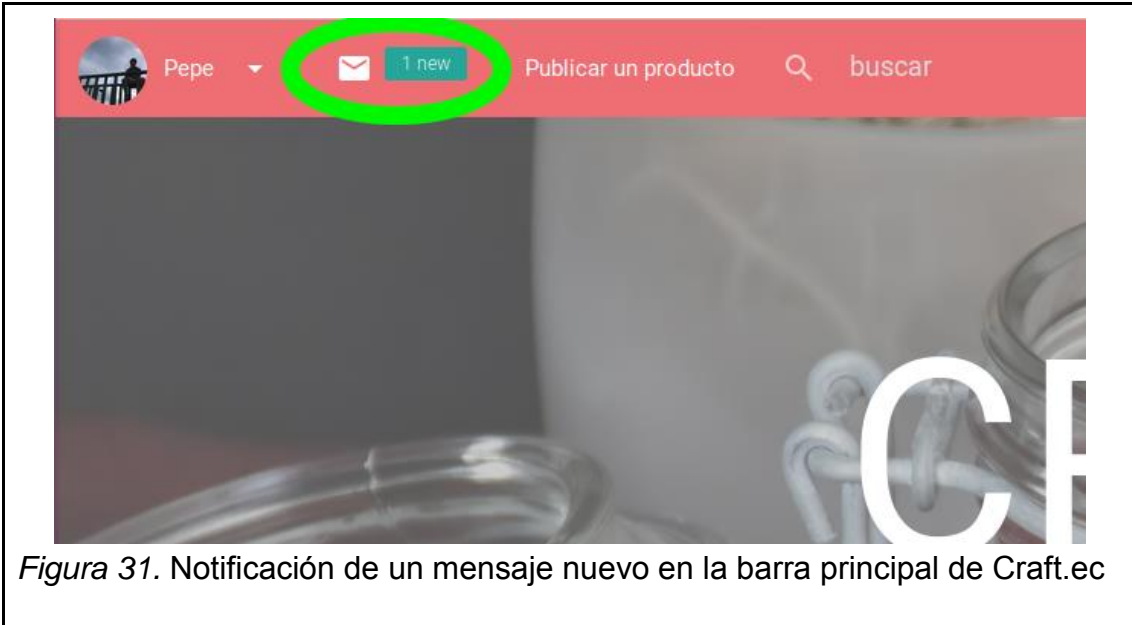 Pepe 1 new Publicar un producto buscar
C
Figura 31. Notificación de un mensaje nuevo en la barra principal de Craft.ec